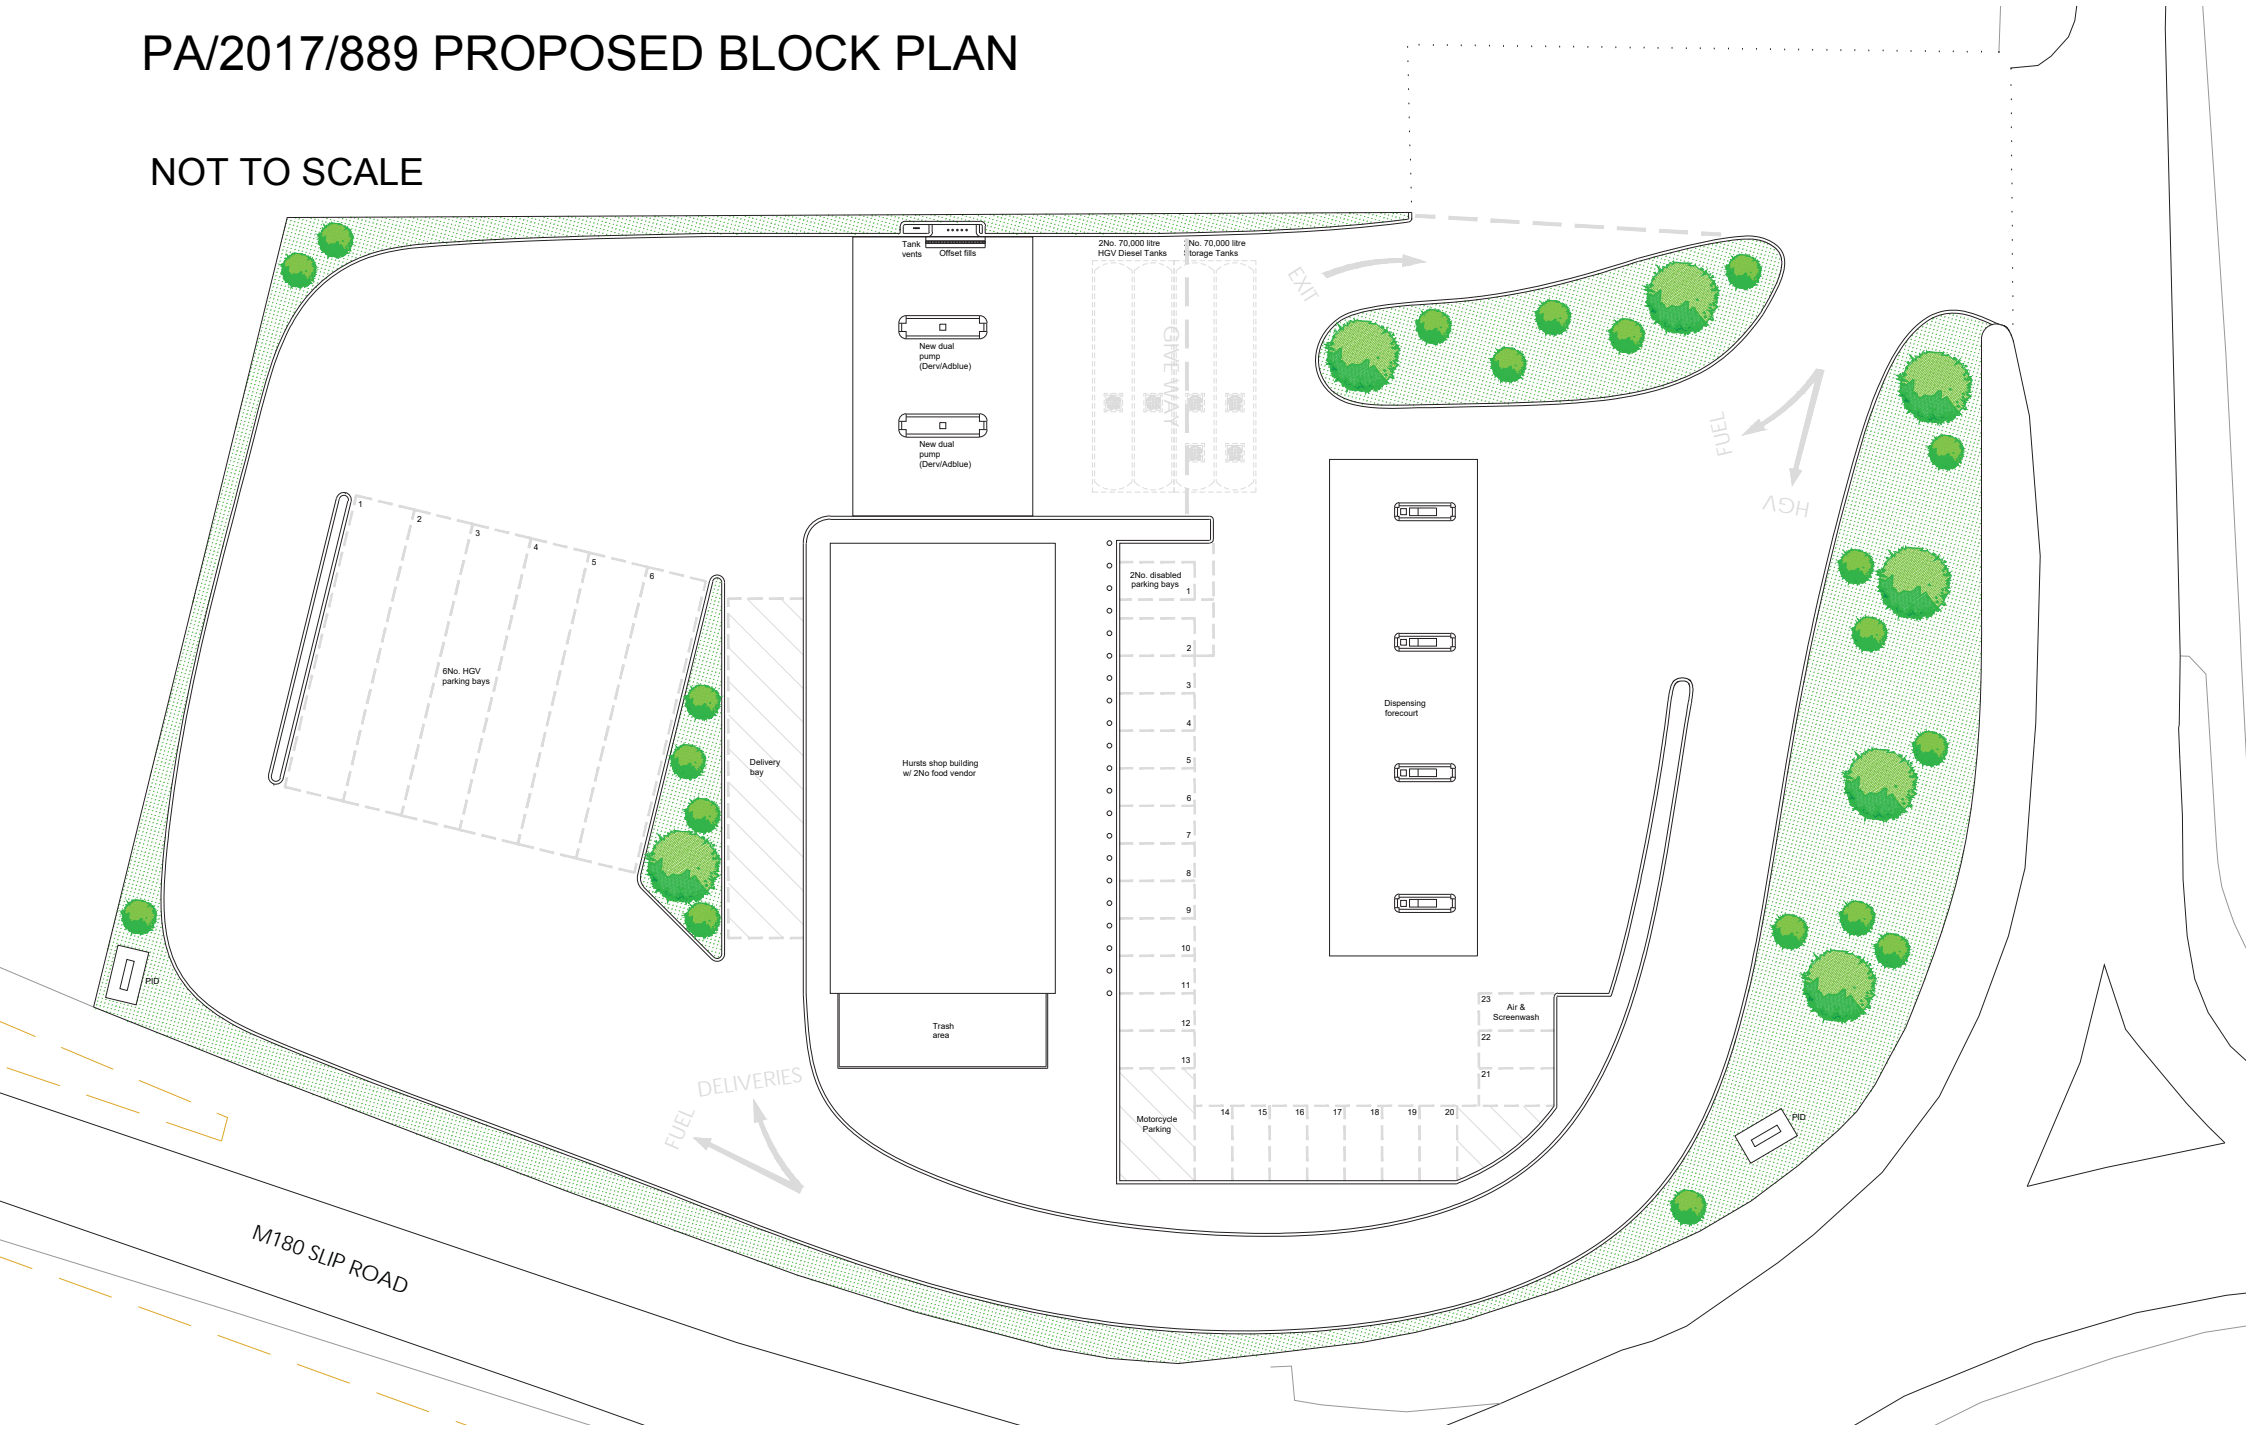 PA/2017/889 PROPOSED BLOCK PLAN
NOT TO SCALE
Tank
vents
Offset fills
2No. 70,000 litre
HGV Diesel Tanks
No. 70,000 litre
torage Tanks
EXIT
GIVE WAY
New dual
pump
(Derv/Adblue)
New dual
pump
(Derv/Adblue)
FUEL
HGV
1
2
3
4
5
6
6No. HGV
parking bays
Delivery
bay
Hursts shop building
w/ 2No food vendor
Trash
area
2No. disabled
parking bays
1
2
3
4
5
6
7
8
9
10
11
12
13
Motorcycle
Parking
14
15
16
17
18
19
20
21
22
23
Air &
Screenwash
Dispensing
forecourt
PID
PID
DELIVERIES
FUEL
M180 SLIP ROAD